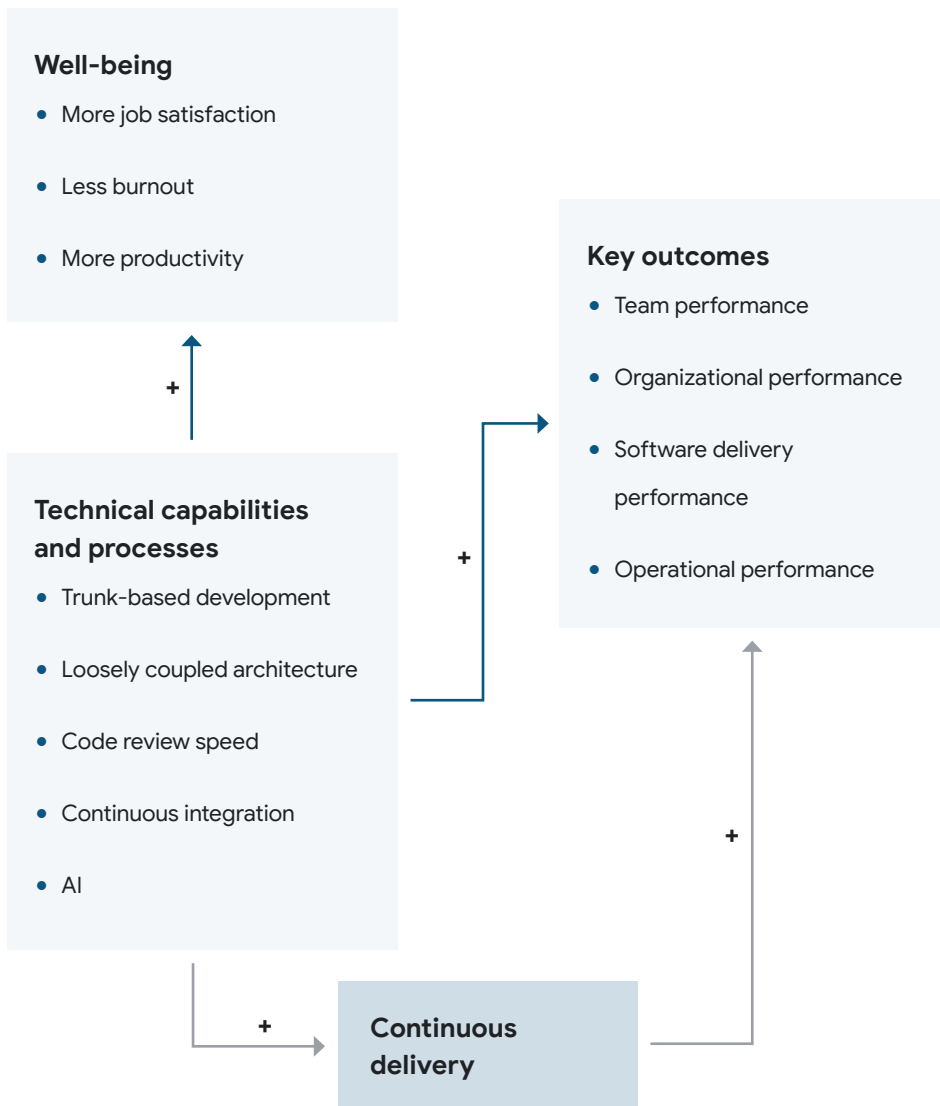 Well-being
• More job satisfaction
• Less burnout
• More productivity
+
Key outcomes
• Team performance
• Organizational performance
• Software delivery
performance
• Operational performance
+
Technical capabilities
and processes
• Trunk-based development
• Loosely coupled architecture
• Code review speed
• Continuous integration
• AI
+
+
Continuous
delivery